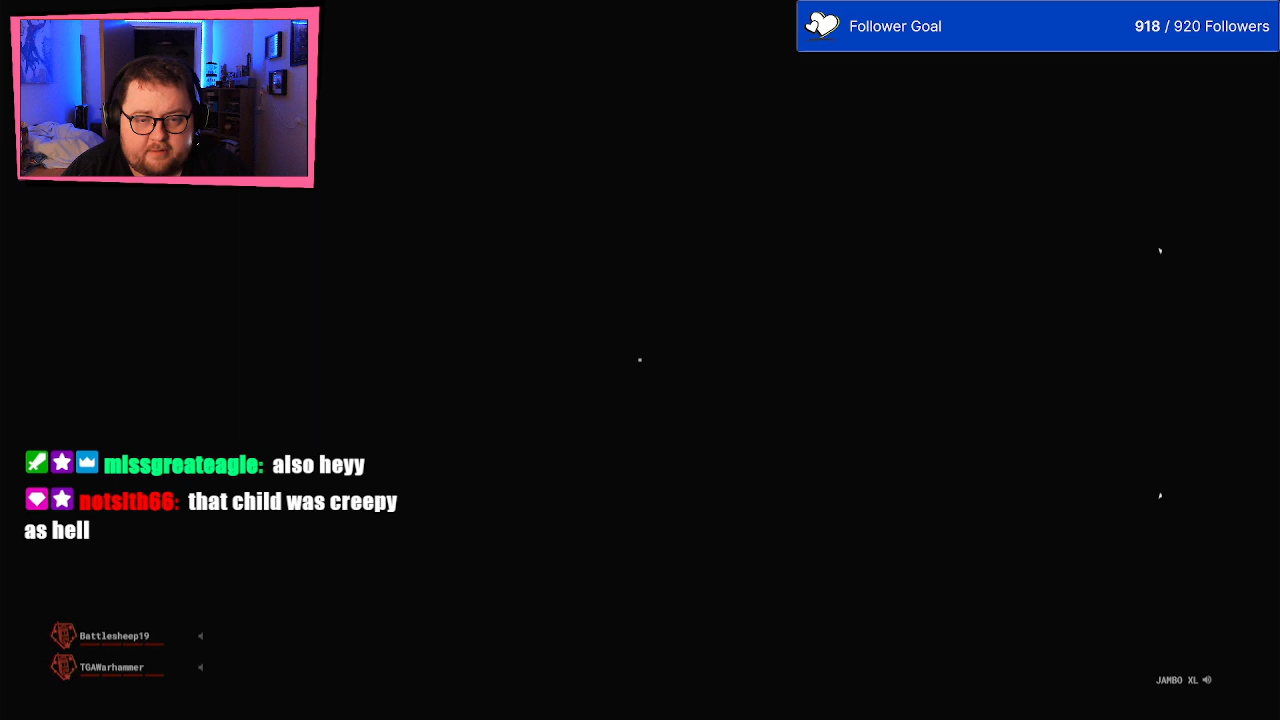 Follower Goal 918 / 920 Followers
missgreateagle: also heyy
notsith66: that child was creepy
as hell
Battlesheep19
TGAWarhammer
JAMBO XL